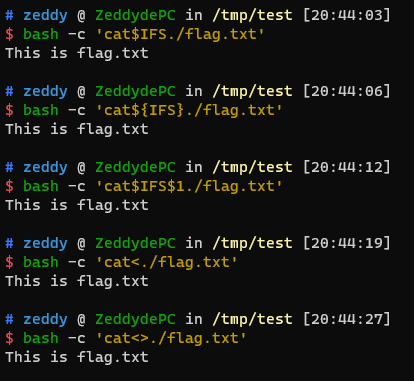 # zeddy @ ZeddydePC in /tmp/test [20:44:03]
$ bash -c 'cat$IFS./flag.txt'
This is flag.txt
# zeddy @ ZeddydePC in /tmp/test [20:44:06]
$ bash -c 'cat${IFS}./flag.txt'
This is flag.txt
# zeddy @ ZeddydePC in /tmp/test [20:44:12]
$ bash -c 'cat$IFS$1./flag.txt'
This is flag.txt
# zeddy @ ZeddydePC in /tmp/test [20:44:19]
$ bash -c 'cat<./flag.txt'
This is flag.txt
# zeddy @ ZeddydePC in /tmp/test [20:44:27]
$ bash -c 'cat<>./flag.txt'
This is flag.txt